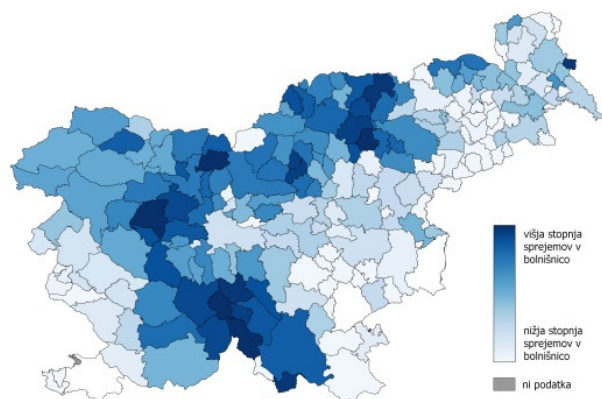 višja stopnja
sprejemov v
bolnišnico
nižja stopnja
sprejemov v
bolnišnico
ni podatka